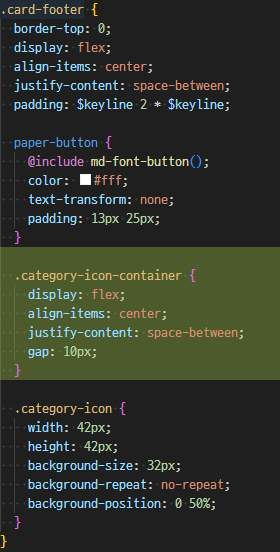 .card-footer {
border-top: 0;
display: flex;
align-items: center;
justify-content: space-between;
padding: $keyline 2 * $keyline;
paper-button {
@include md-font-button();
color: #fff;
text-transform: none;
padding: 13px 25px;
}
.category-icon-container {
display: flex;
align-items: center;
justify-content: space-between;
gap: 10px;
}
.category-icon {
width: 42px;
height: 42px;
background-size: 32px;
background-repeat: no-repeat;
background-position: 0 50%;
}
}